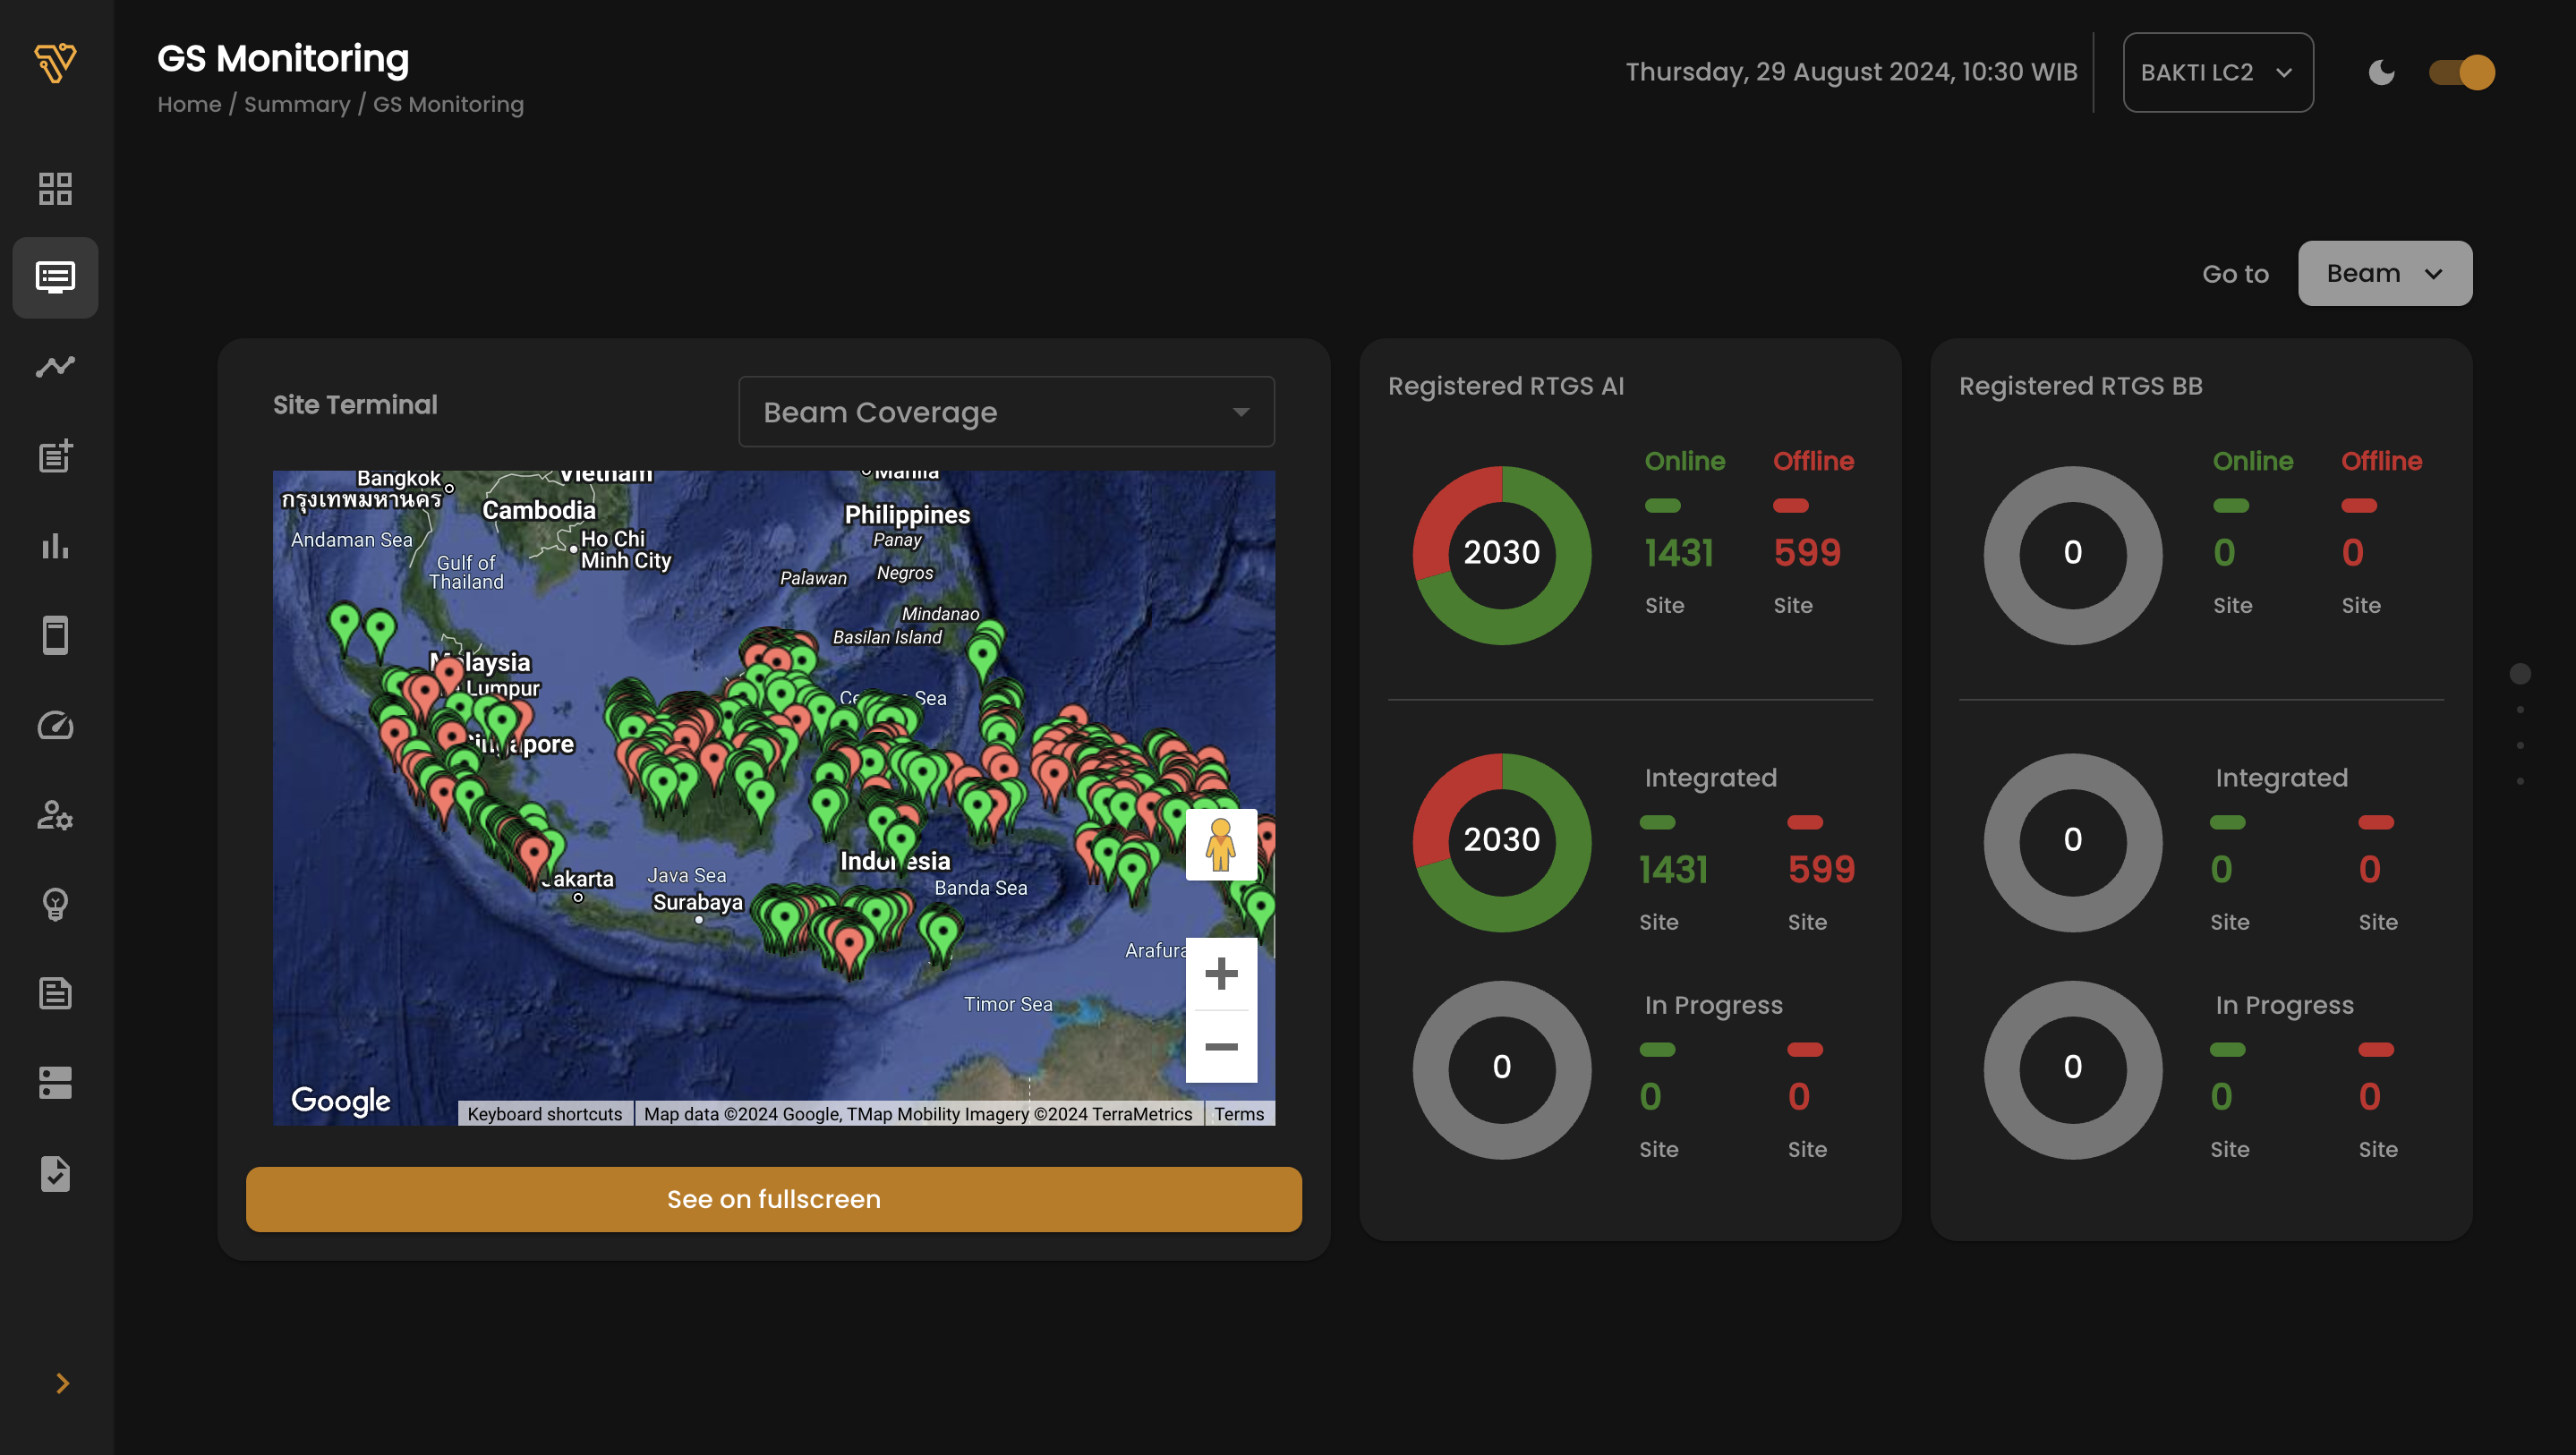 GS Monitoring
Home / Summary / GS Monitoring
Thursday, 29 August 2024, 10:30 WIB
BAKTI LC2
Go to
Beam
Site Terminal
Beam Coverage
Bangkok
กรุงเทพมหานคร
Vietnam
Manila
Cambodia
Philippines
Andaman Sea
Ho Chi
Minh City
Panay
Gulf of
Thailand
Palawan
Negros
Mindanao
Basilan Island
Malaysia
Lumpur
Sea
Singapore
Indonesia
Jakarta
Java Sea
Banda Sea
Surabaya
Arafura
Timor Sea
Google
Keyboard shortcuts
Map data ©2024 Google, TMap Mobility Imagery ©2024 TerraMetrics
Terms
See on fullscreen
Registered RTGS AI
2030
Online
Offline
1431
599
Site
Site
2030
Integrated
1431
599
Site
Site
0
In Progress
0
0
Site
Site
Registered RTGS BB
0
Online
Offline
0
0
Site
Site
0
Integrated
0
0
Site
Site
0
In Progress
0
0
Site
Site